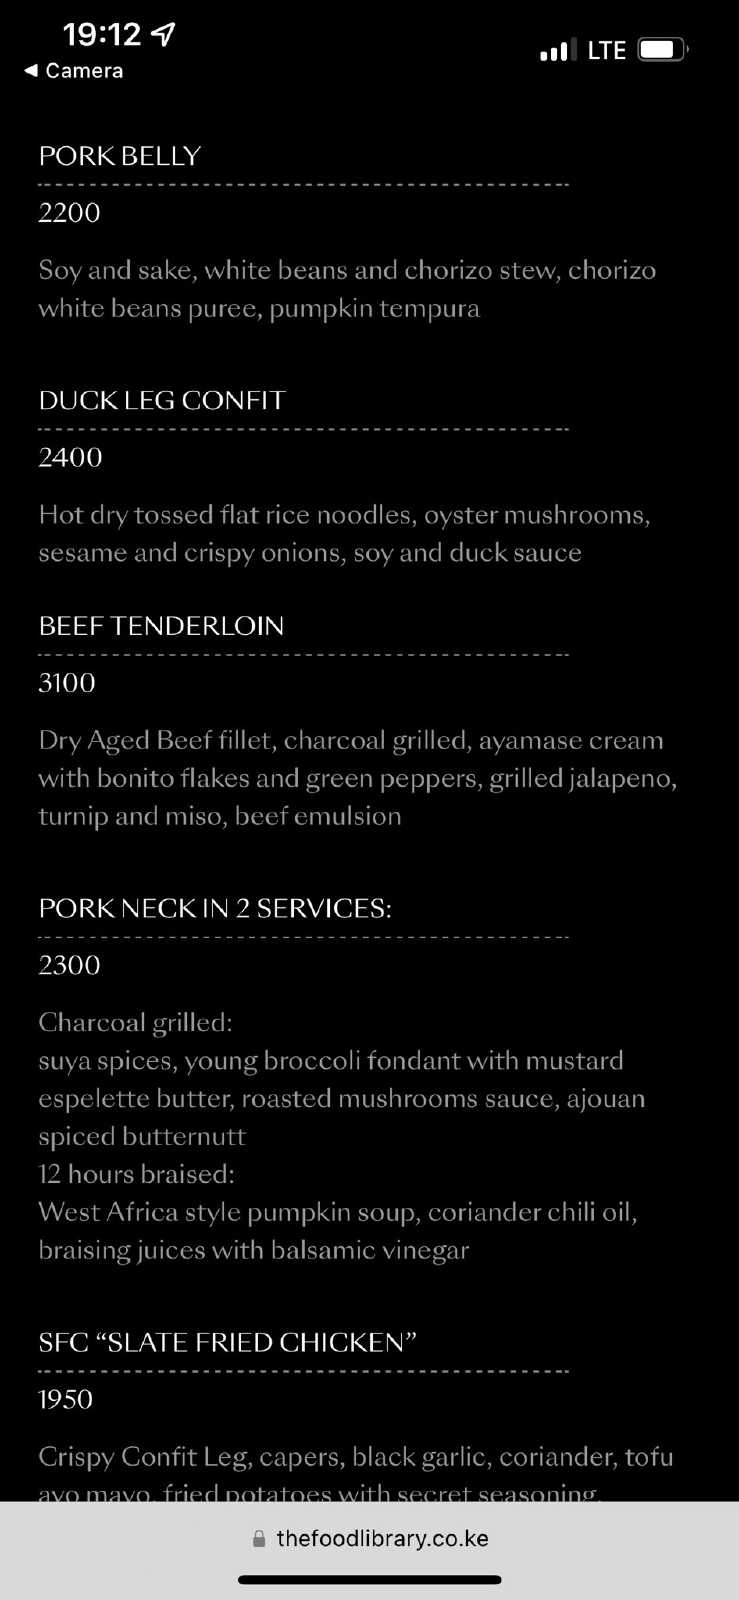 19:12
◀ Camera
LTE
PORK BELLY
2200
Soy and sake, white beans and chorizo stew, chorizo
white beans puree, pumpkin tempura
DUCK LEG CONFIT
2400
Hot dry tossed flat rice noodles, oyster mushrooms,
sesame and crispy onions, soy and duck sauce
BEEF TENDERLOIN
3100
Dry Aged Beef fillet, charcoal grilled, ayamase cream
with bonito flakes and green peppers, grilled jalapeno,
turnip and miso, beef emulsion
PORK NECK IN 2 SERVICES:
2300
Charcoal grilled:
suya spices, young broccoli fondant with mustard
espelette butter, roasted mushrooms sauce, ajouan
spiced butternutt
12 hours braised:
West Africa style pumpkin soup, coriander chili oil,
braising juices with balsamic vinegar
SFC “SLATE FRIED CHICKEN”
1950
Crispy Confit Leg, capers, black garlic, coriander, tofu
avo mayo, fried potatoes with secret seasoning,
thefoodlibrary.co.ke